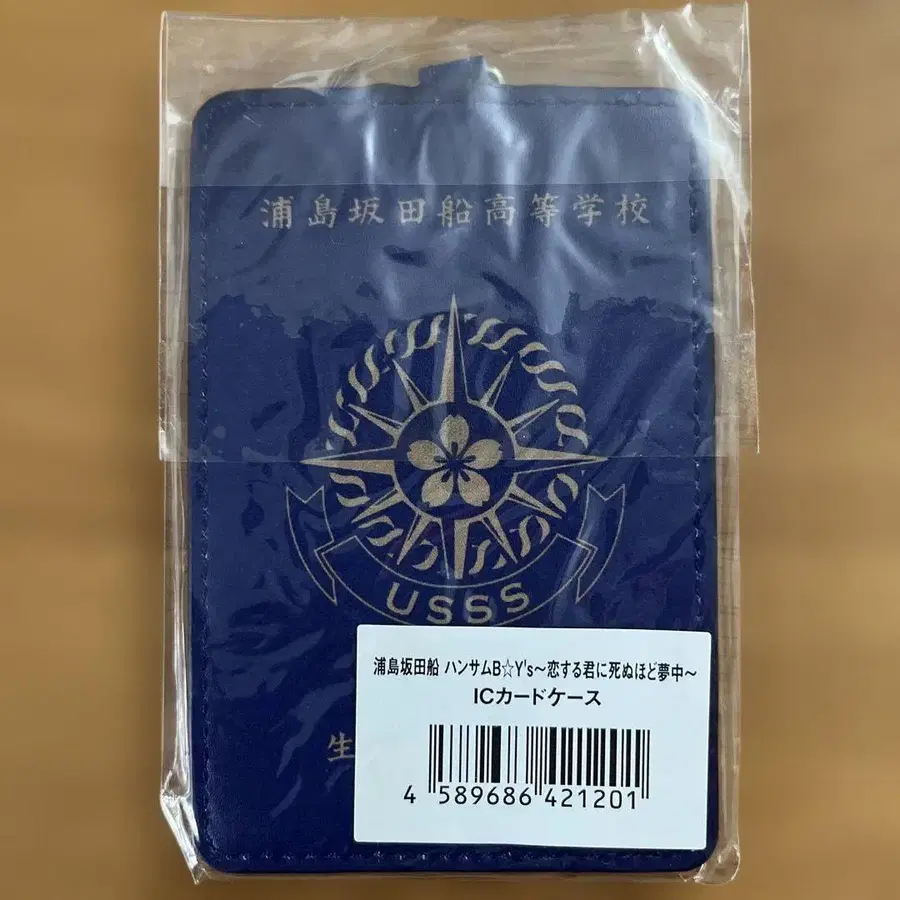 浦島坂田船高等学校
USSS
浦島坂田船 ハンサムB☆Y's～恋する君に死ぬほど夢中～
ICカードケース
生
4 589686 421201